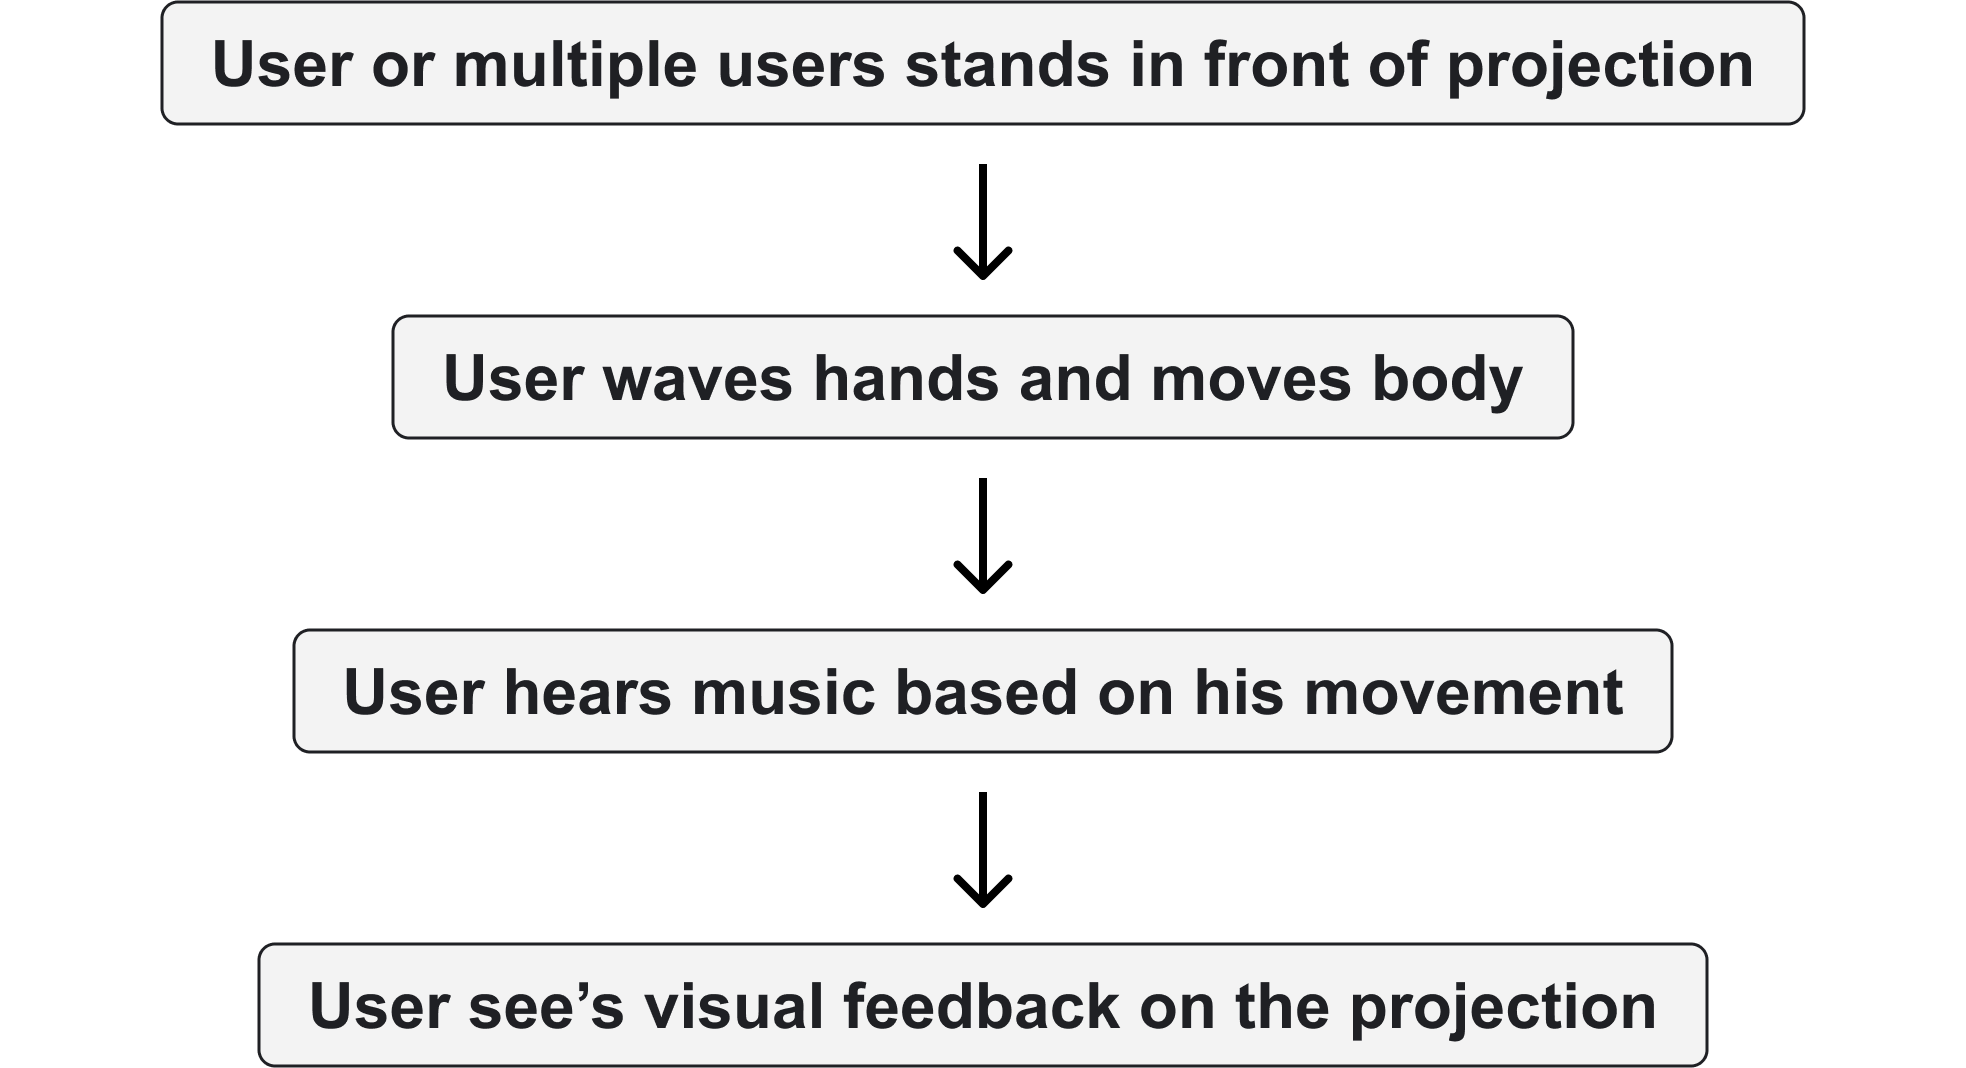 User or multiple users stands in front of projection
User waves hands and moves body
User hears music based on his movement
User see’s visual feedback on the projection